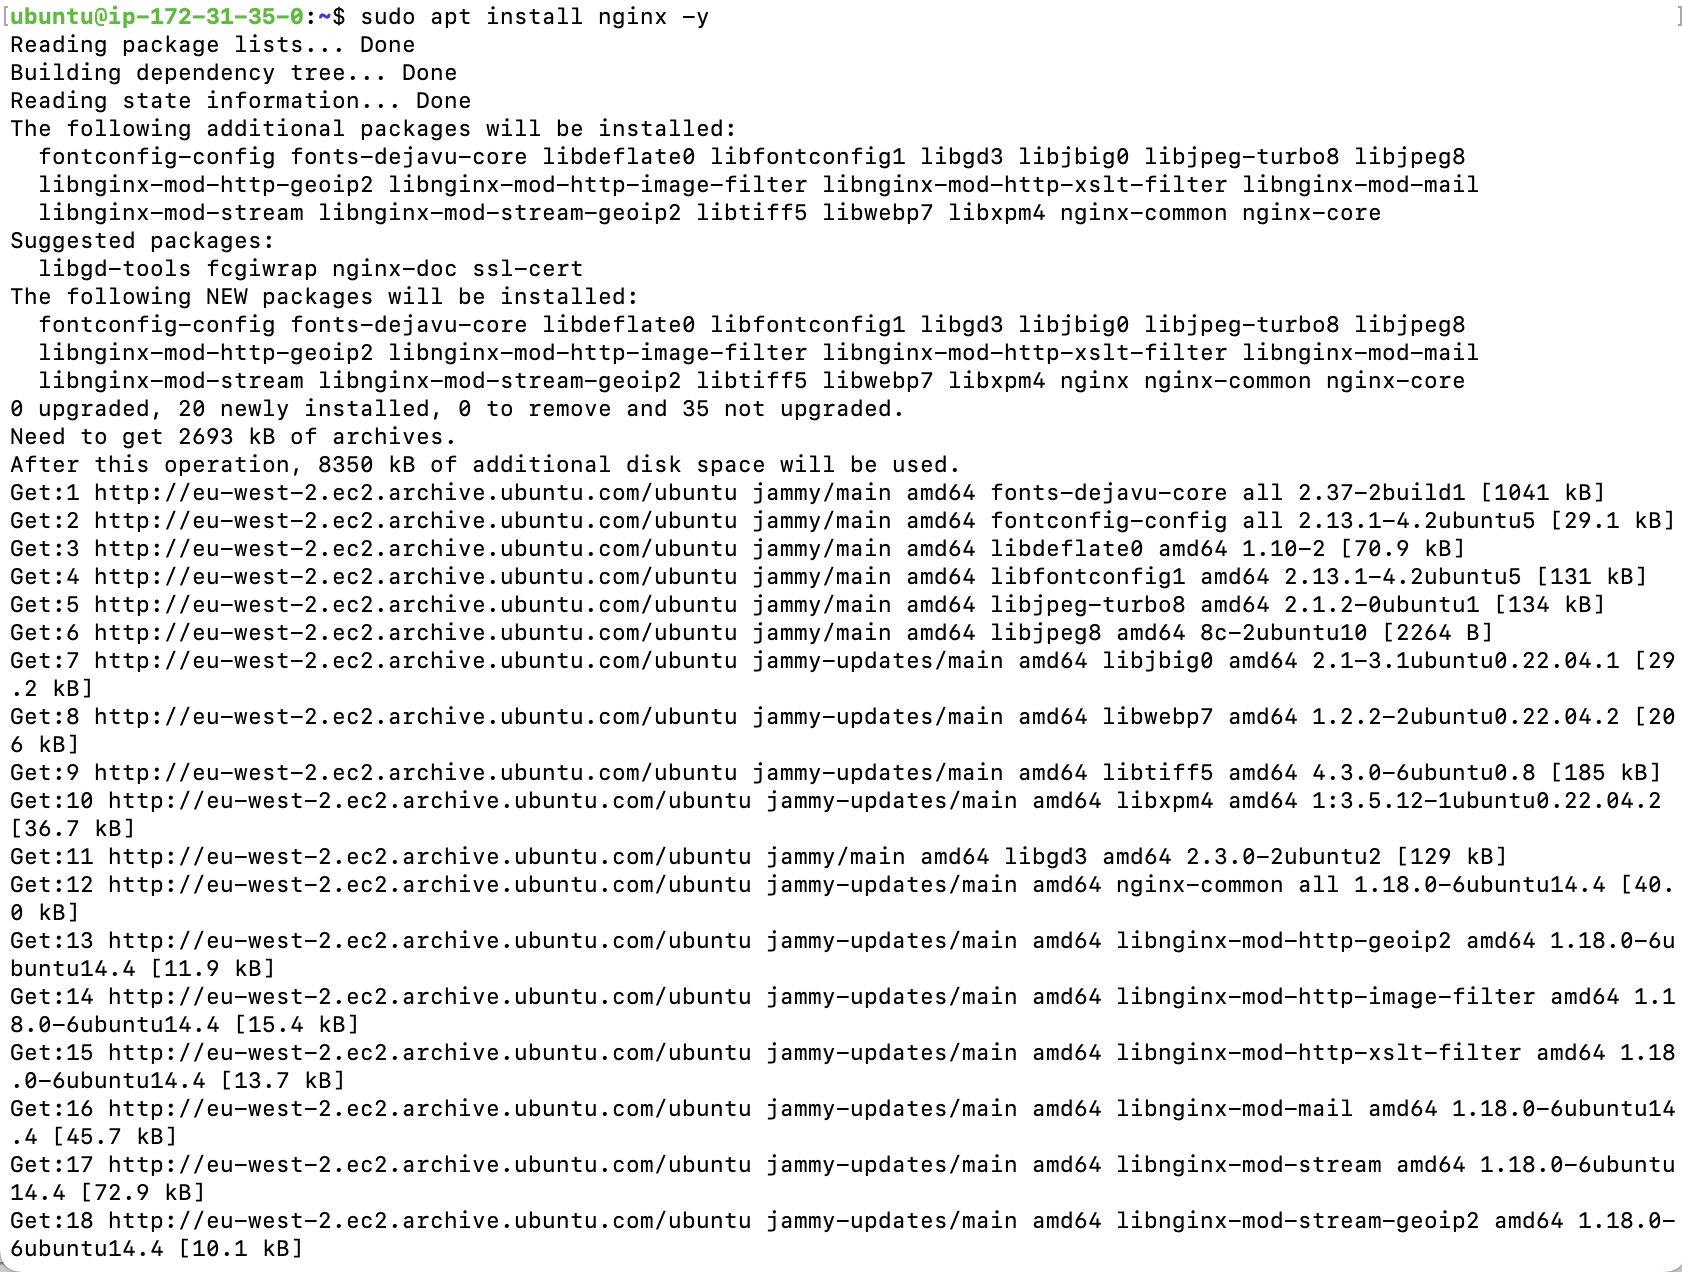 ubuntu@ip-172-31-35-0:~$ sudo apt install nginx -y
Reading package lists... Done
Building dependency tree... Done
Reading state information... Done
The following additional packages will be installed:
  fontconfig-config fonts-dejavu-core libdeflate0 libfontconfig1 libgd3 libjbig0 libjpeg-turbo8 libjpeg8
  libnginx-mod-http-geoip2 libnginx-mod-http-image-filter libnginx-mod-http-xslt-filter libnginx-mod-mail
  libnginx-mod-stream libnginx-mod-stream-geoip2 libtiff5 libwebp7 libxpm4 nginx-common nginx-core
Suggested packages:
  libgd-tools fcgiwrap nginx-doc ssl-cert
The following NEW packages will be installed:
  fontconfig-config fonts-dejavu-core libdeflate0 libfontconfig1 libgd3 libjbig0 libjpeg-turbo8 libjpeg8
  libnginx-mod-http-geoip2 libnginx-mod-http-image-filter libnginx-mod-http-xslt-filter libnginx-mod-mail
  libnginx-mod-stream libnginx-mod-stream-geoip2 libtiff5 libwebp7 libxpm4 nginx nginx-common nginx-core
0 upgraded, 20 newly installed, 0 to remove and 35 not upgraded.
Need to get 2693 kB of archives.
After this operation, 8350 kB of additional disk space will be used.
Get:1 http://eu-west-2.ec2.archive.ubuntu.com/ubuntu jammy/main amd64 fonts-dejavu-core all 2.37-2build1 [1041 kB]
Get:2 http://eu-west-2.ec2.archive.ubuntu.com/ubuntu jammy/main amd64 fontconfig-config all 2.13.1-4.2ubuntu5 [29.1 kB]
Get:3 http://eu-west-2.ec2.archive.ubuntu.com/ubuntu jammy/main amd64 libdeflate0 amd64 1.10-2 [70.9 kB]
Get:4 http://eu-west-2.ec2.archive.ubuntu.com/ubuntu jammy/main amd64 libfontconfig1 amd64 2.13.1-4.2ubuntu5 [131 kB]
Get:5 http://eu-west-2.ec2.archive.ubuntu.com/ubuntu jammy/main amd64 libjpeg-turbo8 amd64 2.1.2-0ubuntu1 [134 kB]
Get:6 http://eu-west-2.ec2.archive.ubuntu.com/ubuntu jammy/main amd64 libjpeg8 amd64 8c-2ubuntu10 [2264 B]
Get:7 http://eu-west-2.ec2.archive.ubuntu.com/ubuntu jammy-updates/main amd64 libjbig0 amd64 2.1-3.1ubuntu0.22.04.1 [29
.2 kB]
Get:8 http://eu-west-2.ec2.archive.ubuntu.com/ubuntu jammy-updates/main amd64 libwebp7 amd64 1.2.2-2ubuntu0.22.04.2 [20
6 kB]
Get:9 http://eu-west-2.ec2.archive.ubuntu.com/ubuntu jammy-updates/main amd64 libtiff5 amd64 4.3.0-6ubuntu0.8 [185 kB]
Get:10 http://eu-west-2.ec2.archive.ubuntu.com/ubuntu jammy-updates/main amd64 libxpm4 amd64 1:3.5.12-1ubuntu0.22.04.2
[36.7 kB]
Get:11 http://eu-west-2.ec2.archive.ubuntu.com/ubuntu jammy/main amd64 libgd3 amd64 2.3.0-2ubuntu2 [129 kB]
Get:12 http://eu-west-2.ec2.archive.ubuntu.com/ubuntu jammy-updates/main amd64 nginx-common all 1.18.0-6ubuntu14.4 [40.
0 kB]
Get:13 http://eu-west-2.ec2.archive.ubuntu.com/ubuntu jammy-updates/main amd64 libnginx-mod-http-geoip2 amd64 1.18.0-6u
buntu14.4 [11.9 kB]
Get:14 http://eu-west-2.ec2.archive.ubuntu.com/ubuntu jammy-updates/main amd64 libnginx-mod-http-image-filter amd64 1.1
8.0-6ubuntu14.4 [15.4 kB]
Get:15 http://eu-west-2.ec2.archive.ubuntu.com/ubuntu jammy-updates/main amd64 libnginx-mod-http-xslt-filter amd64 1.18
.0-6ubuntu14.4 [13.7 kB]
Get:16 http://eu-west-2.ec2.archive.ubuntu.com/ubuntu jammy-updates/main amd64 libnginx-mod-mail amd64 1.18.0-6ubuntu14
.4 [45.7 kB]
Get:17 http://eu-west-2.ec2.archive.ubuntu.com/ubuntu jammy-updates/main amd64 libnginx-mod-stream amd64 1.18.0-6ubuntu
14.4 [72.9 kB]
Get:18 http://eu-west-2.ec2.archive.ubuntu.com/ubuntu jammy-updates/main amd64 libnginx-mod-stream-geoip2 amd64 1.18.0-
6ubuntu14.4 [10.1 kB]